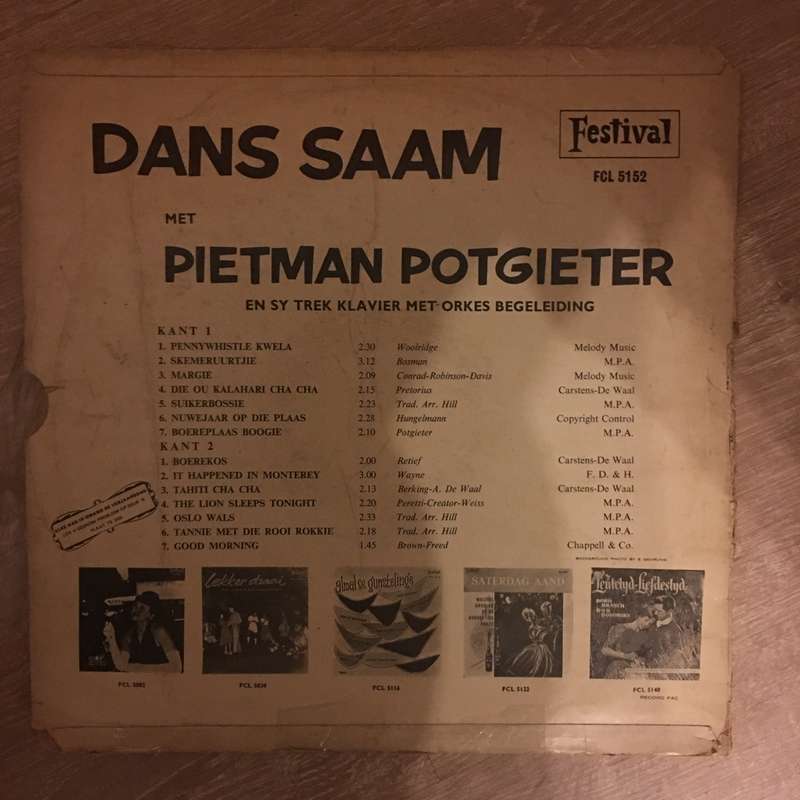 DANS SAAM
Festival
FCL 5152
MET
PIETMAN POTGIETER
EN SY TREK KLAVIER MET ORKES BEGELEIDING
KANT 1
1. PENNYWHISTLE KWELA 2.30 Woolridge Melody Music
2. SKEMERUURTJIE 3.12 Bosman M.P.A.
3. MARGIE 2.09 Conrad-Robinson-Davis Melody Music
4. DIE OU KALAHARI CHA CHA 2.15 Pretorius Carstens-De Waal
5. SUIKERBOSSIE 2.23 Trad. Arr. Hill M.P.A.
6. NUWEJAAR OP DIE PLAAS 2.28 Hungelmann Copyright Control
7. BOEREPLAAS BOOGIE 2.10 Potgieter M.P.A.
KANT 2
1. BOEREKOS 2.00 Retief Carstens-De Waal
2. IT HAPPENED IN MONTEREY 3.00 Wayne F. D. & H.
3. TAHITI CHA CHA 2.13 Berking-A. De Waal Carstens-De Waal
4. THE LION SLEEPS TONIGHT 2.20 Peretti-Creator-Weiss M.P.A.
5. OSLO WALS 2.33 Trad. Arr. Hill M.P.A.
6. TANNIE MET DIE ROOI ROKKIE 2.18 Trad. Arr. Hill M.P.A.
7. GOOD MORNING 1.45 Brown-Freed Chappell & Co.
Lekker draai
SATERDAG AAND
Leutetyd-Liefdestyd
FCL 5140
RECORD PAC